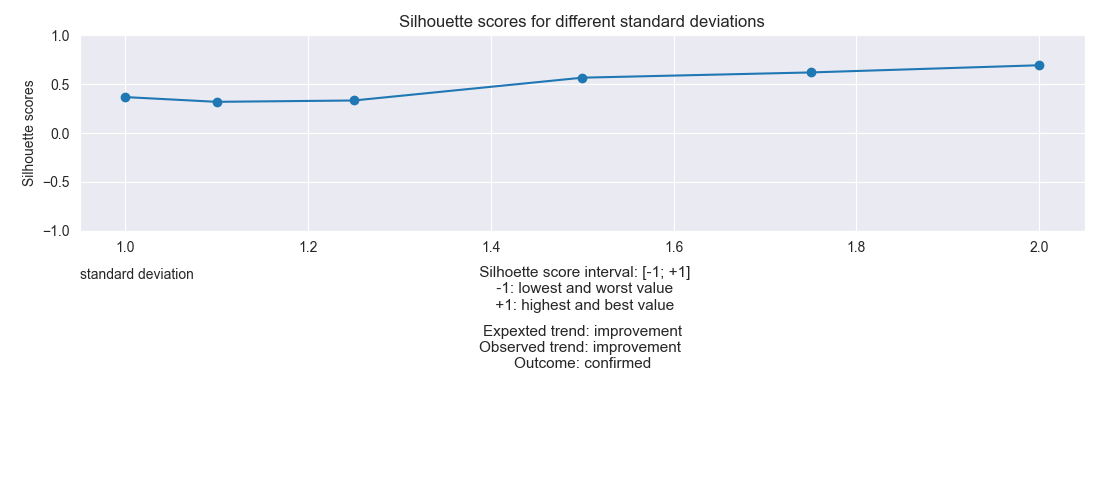 Silhouette scores for different standard deviations
1.0
0.5
0.0
−0.5
−1.0
Silhouette scores
1.0 1.2 1.4 1.6 1.8 2.0
standard deviation
Silhoette score interval: [-1; +1]
-1: lowest and worst value
+1: highest and best value
Expexted trend: improvement
Observed trend: improvement
Outcome: confirmed